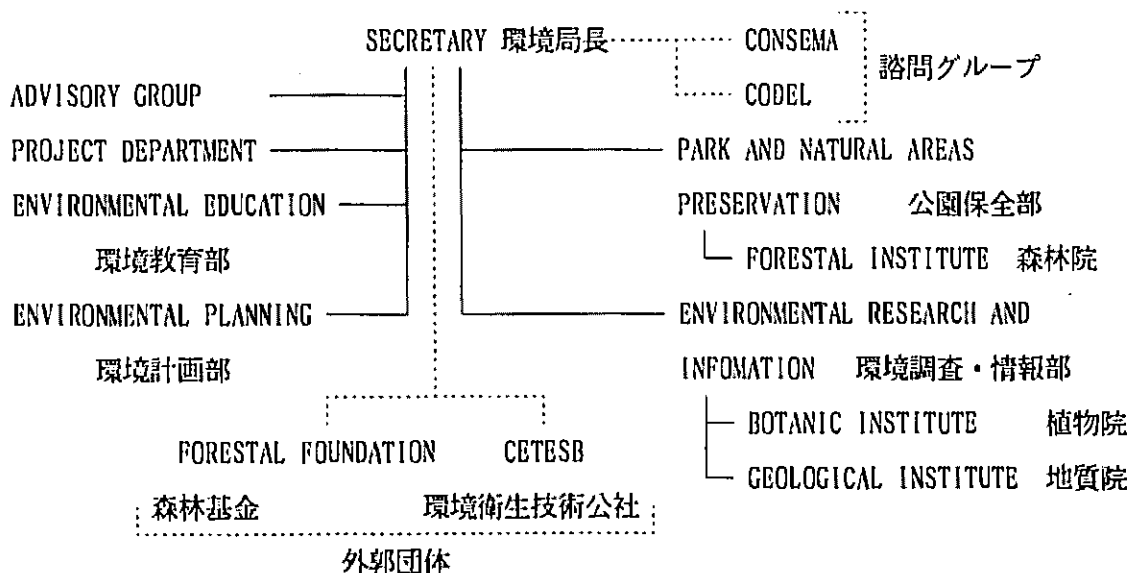 SECRETARY 環境局長
CONSEMA
CODEL
諮問グループ
ADVISORY GROUP
PROJECT DEPARTMENT
ENVIRONMENTAL EDUCATION
環境教育部
ENVIRONMENTAL PLANNING
環境計画部
PARK AND NATURAL AREAS
PRESERVATION 公園保全部
FORESTAL INSTITUTE 森林院
ENVIRONMENTAL RESEARCH AND
INFOMATION 環境調査・情報部
BOTANIC INSTITUTE 植物院
GEOLOGICAL INSTITUTE 地質院
FORESTAL FOUNDATION CETESB
森林基金 環境衛生技術公社
外郭団体